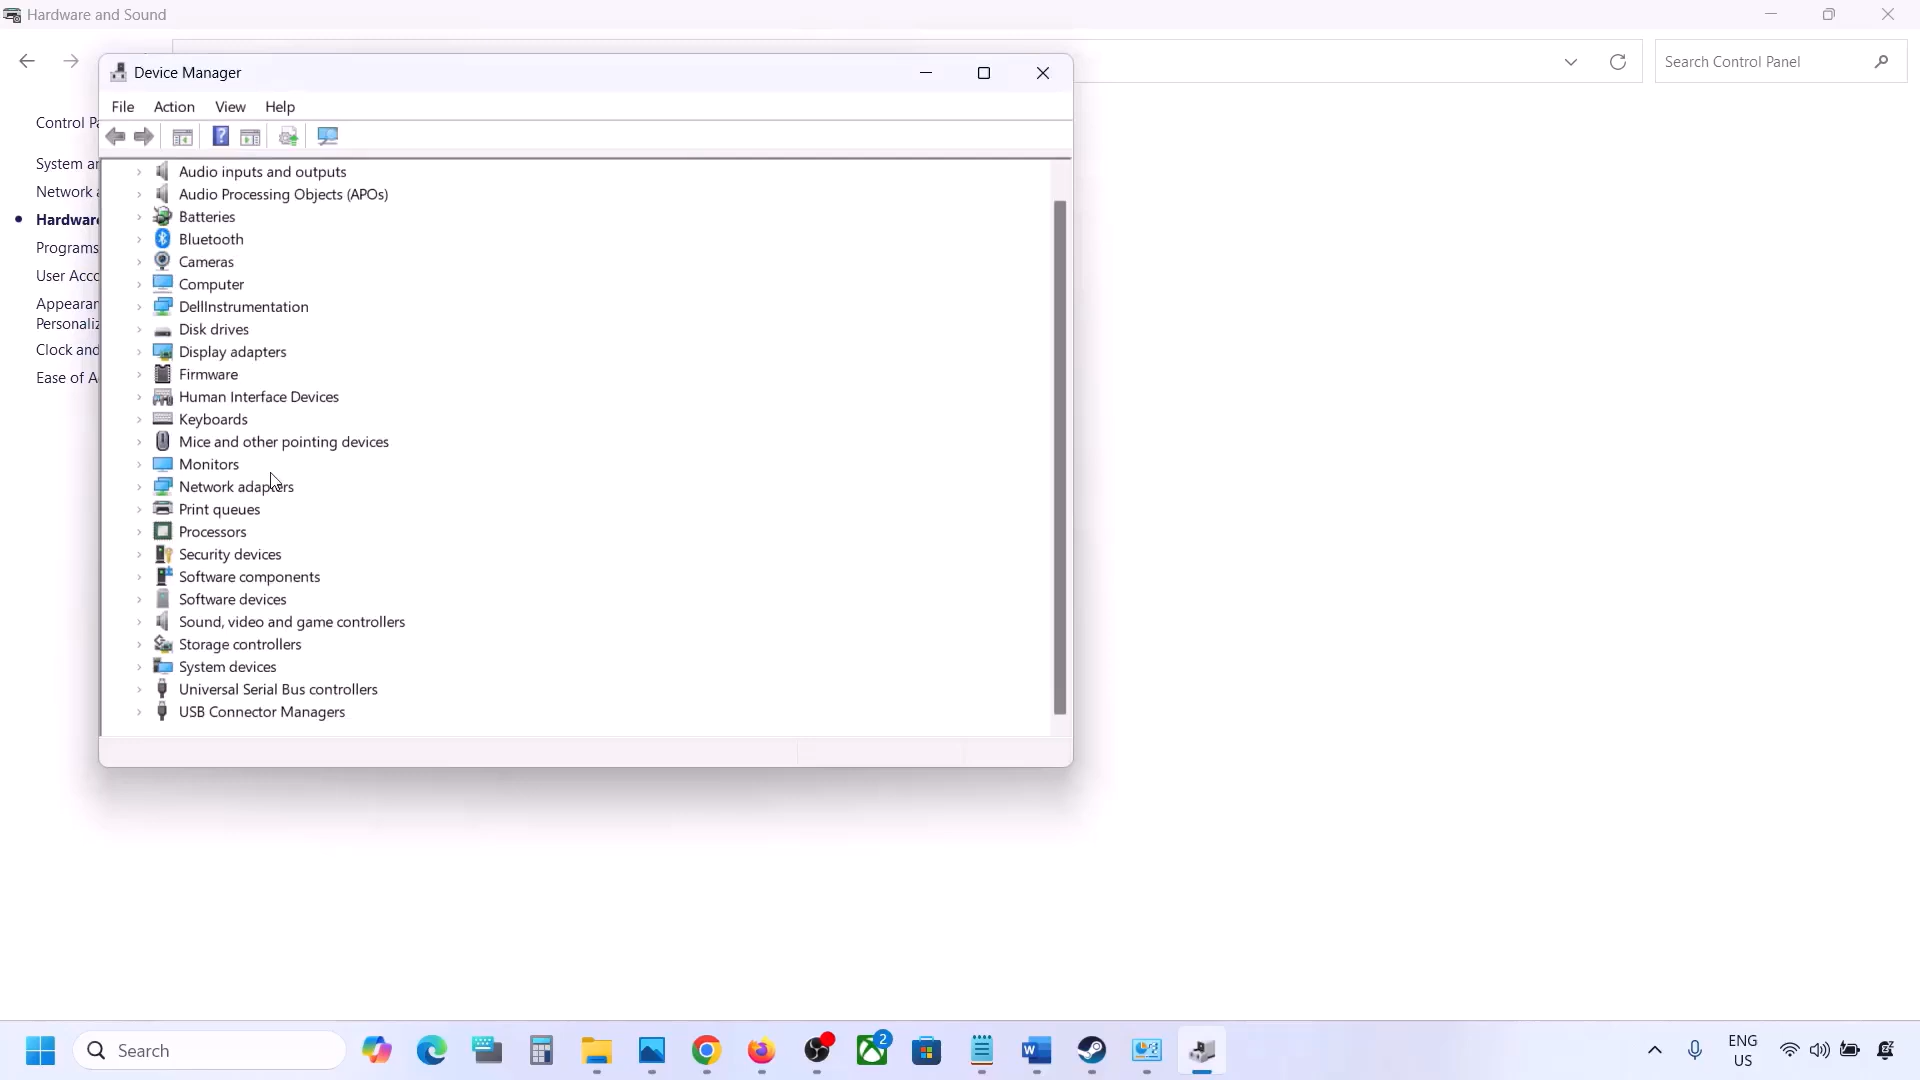 Hardware and Sound
Search Control Panel
Device Manager
File Action View Help
Control Pa
System an
Network a
Hardware
Programs
User Acco
Appearan
Personaliz
Clock and
Ease of A
Audio inputs and outputs
Audio Processing Objects (APOs)
Batteries
Bluetooth
Cameras
Computer
DellInstrumentation
Disk drives
Display adapters
Firmware
Human Interface Devices
Keyboards
Mice and other pointing devices
Monitors
Network adapters
Print queues
Processors
Security devices
Software components
Software devices
Sound, video and game controllers
Storage controllers
System devices
Universal Serial Bus controllers
USB Connector Managers
Search
2
ENG
US